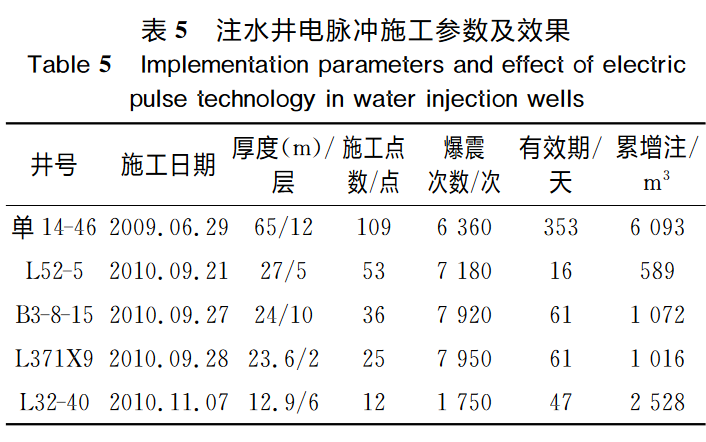 表 5 注水井电脉冲施工参数及效果
Table 5 Implementation parameters and effect of electric
pulse technology in water injection wells
井号 施工日期 厚度(m)/层 施工点数/点 爆震次数/次 有效期/天 累增注/m³
单 14-46 2009.06.29 65/12 109 6 360 353 6 093
L52-5 2010.09.21 27/5 53 7 180 16 589
B3-8-15 2010.09.27 24/10 36 7 920 61 1 072
L371X9 2010.09.28 23.6/2 25 7 950 61 1 016
L32-40 2010.11.07 12.9/6 12 1 750 47 2 528